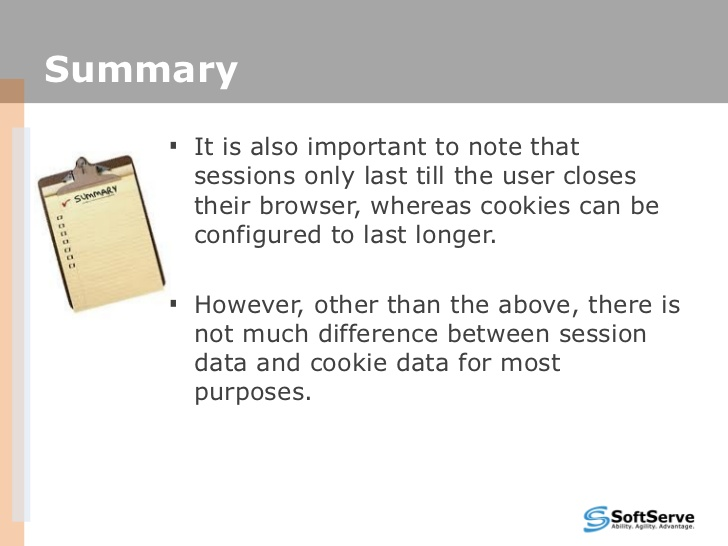 Summary
SUMMARY
▪ It is also important to note that
sessions only last till the user closes
their browser, whereas cookies can be
configured to last longer.
▪ However, other than the above, there is
not much difference between session
data and cookie data for most
purposes.
SoftServe
Ability. Agility. Advantage.